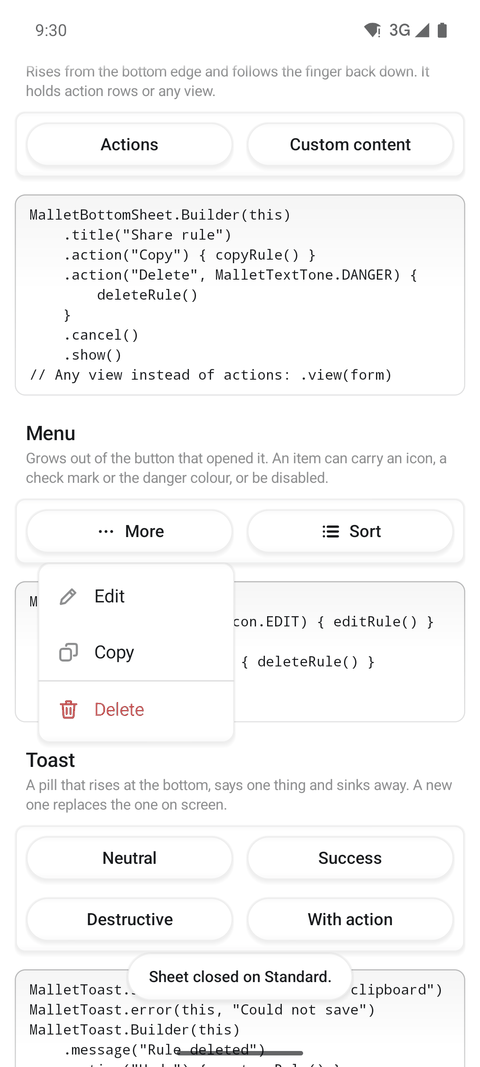 9:30
3G
Rises from the bottom edge and follows the finger back down. It
holds action rows or any view.
Actions
Custom content
MalletBottomSheet.Builder(this)
    .title("Share rule")
    .action("Copy") { copyRule() }
    .action("Delete", MalletTextTone.DANGER) {
        deleteRule()
    }
    .cancel()
    .show()
// Any view instead of actions: .view(form)
Menu
Grows out of the button that opened it. An item can carry an icon, a
check mark or the danger colour, or be disabled.
More
Sort
Edit
Copy
Delete
M
con.EDIT) { editRule() }
{ deleteRule() }
Toast
A pill that rises at the bottom, says one thing and sinks away. A new
one replaces the one on screen.
Neutral
Success
Destructive
With action
Sheet closed on Standard.
MalletToast.
clipboard")
MalletToast.error(this, "Could not save")
MalletToast.Builder(this)
    .message("Rule deleted")